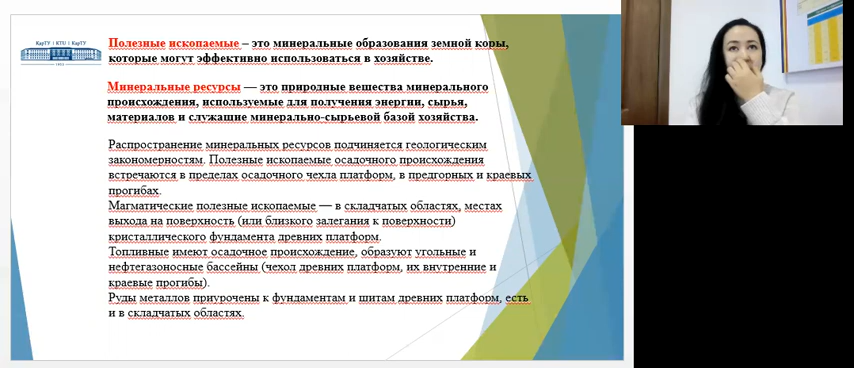 КарТУ | KTU | КарТУ
1953
Полезные ископаемые – это минеральные образования земной коры,
которые могут эффективно использоваться в хозяйстве.
Минеральные ресурсы — это природные вещества минерального
происхождения, используемые для получения энергии, сырья,
материалов и служащие минерально-сырьевой базой хозяйства.
Распространение минеральных ресурсов подчиняется геологическим
закономерностям. Полезные ископаемые осадочного происхождения
встречаются в пределах осадочного чехла платформ, в предгорных и краевых
прогибах.
Магматические полезные ископаемые — в складчатых областях, местах
выхода на поверхность (или близкого залегания к поверхности)
кристаллического фундамента древних платформ.
Топливные имеют осадочное происхождение, образуют угольные и
нефтегазоносные бассейны (чехол древних платформ, их внутренние и
краевые прогибы).
Руды металлов приурочены к фундаментам и щитам древних платформ, есть
и в складчатых областях.